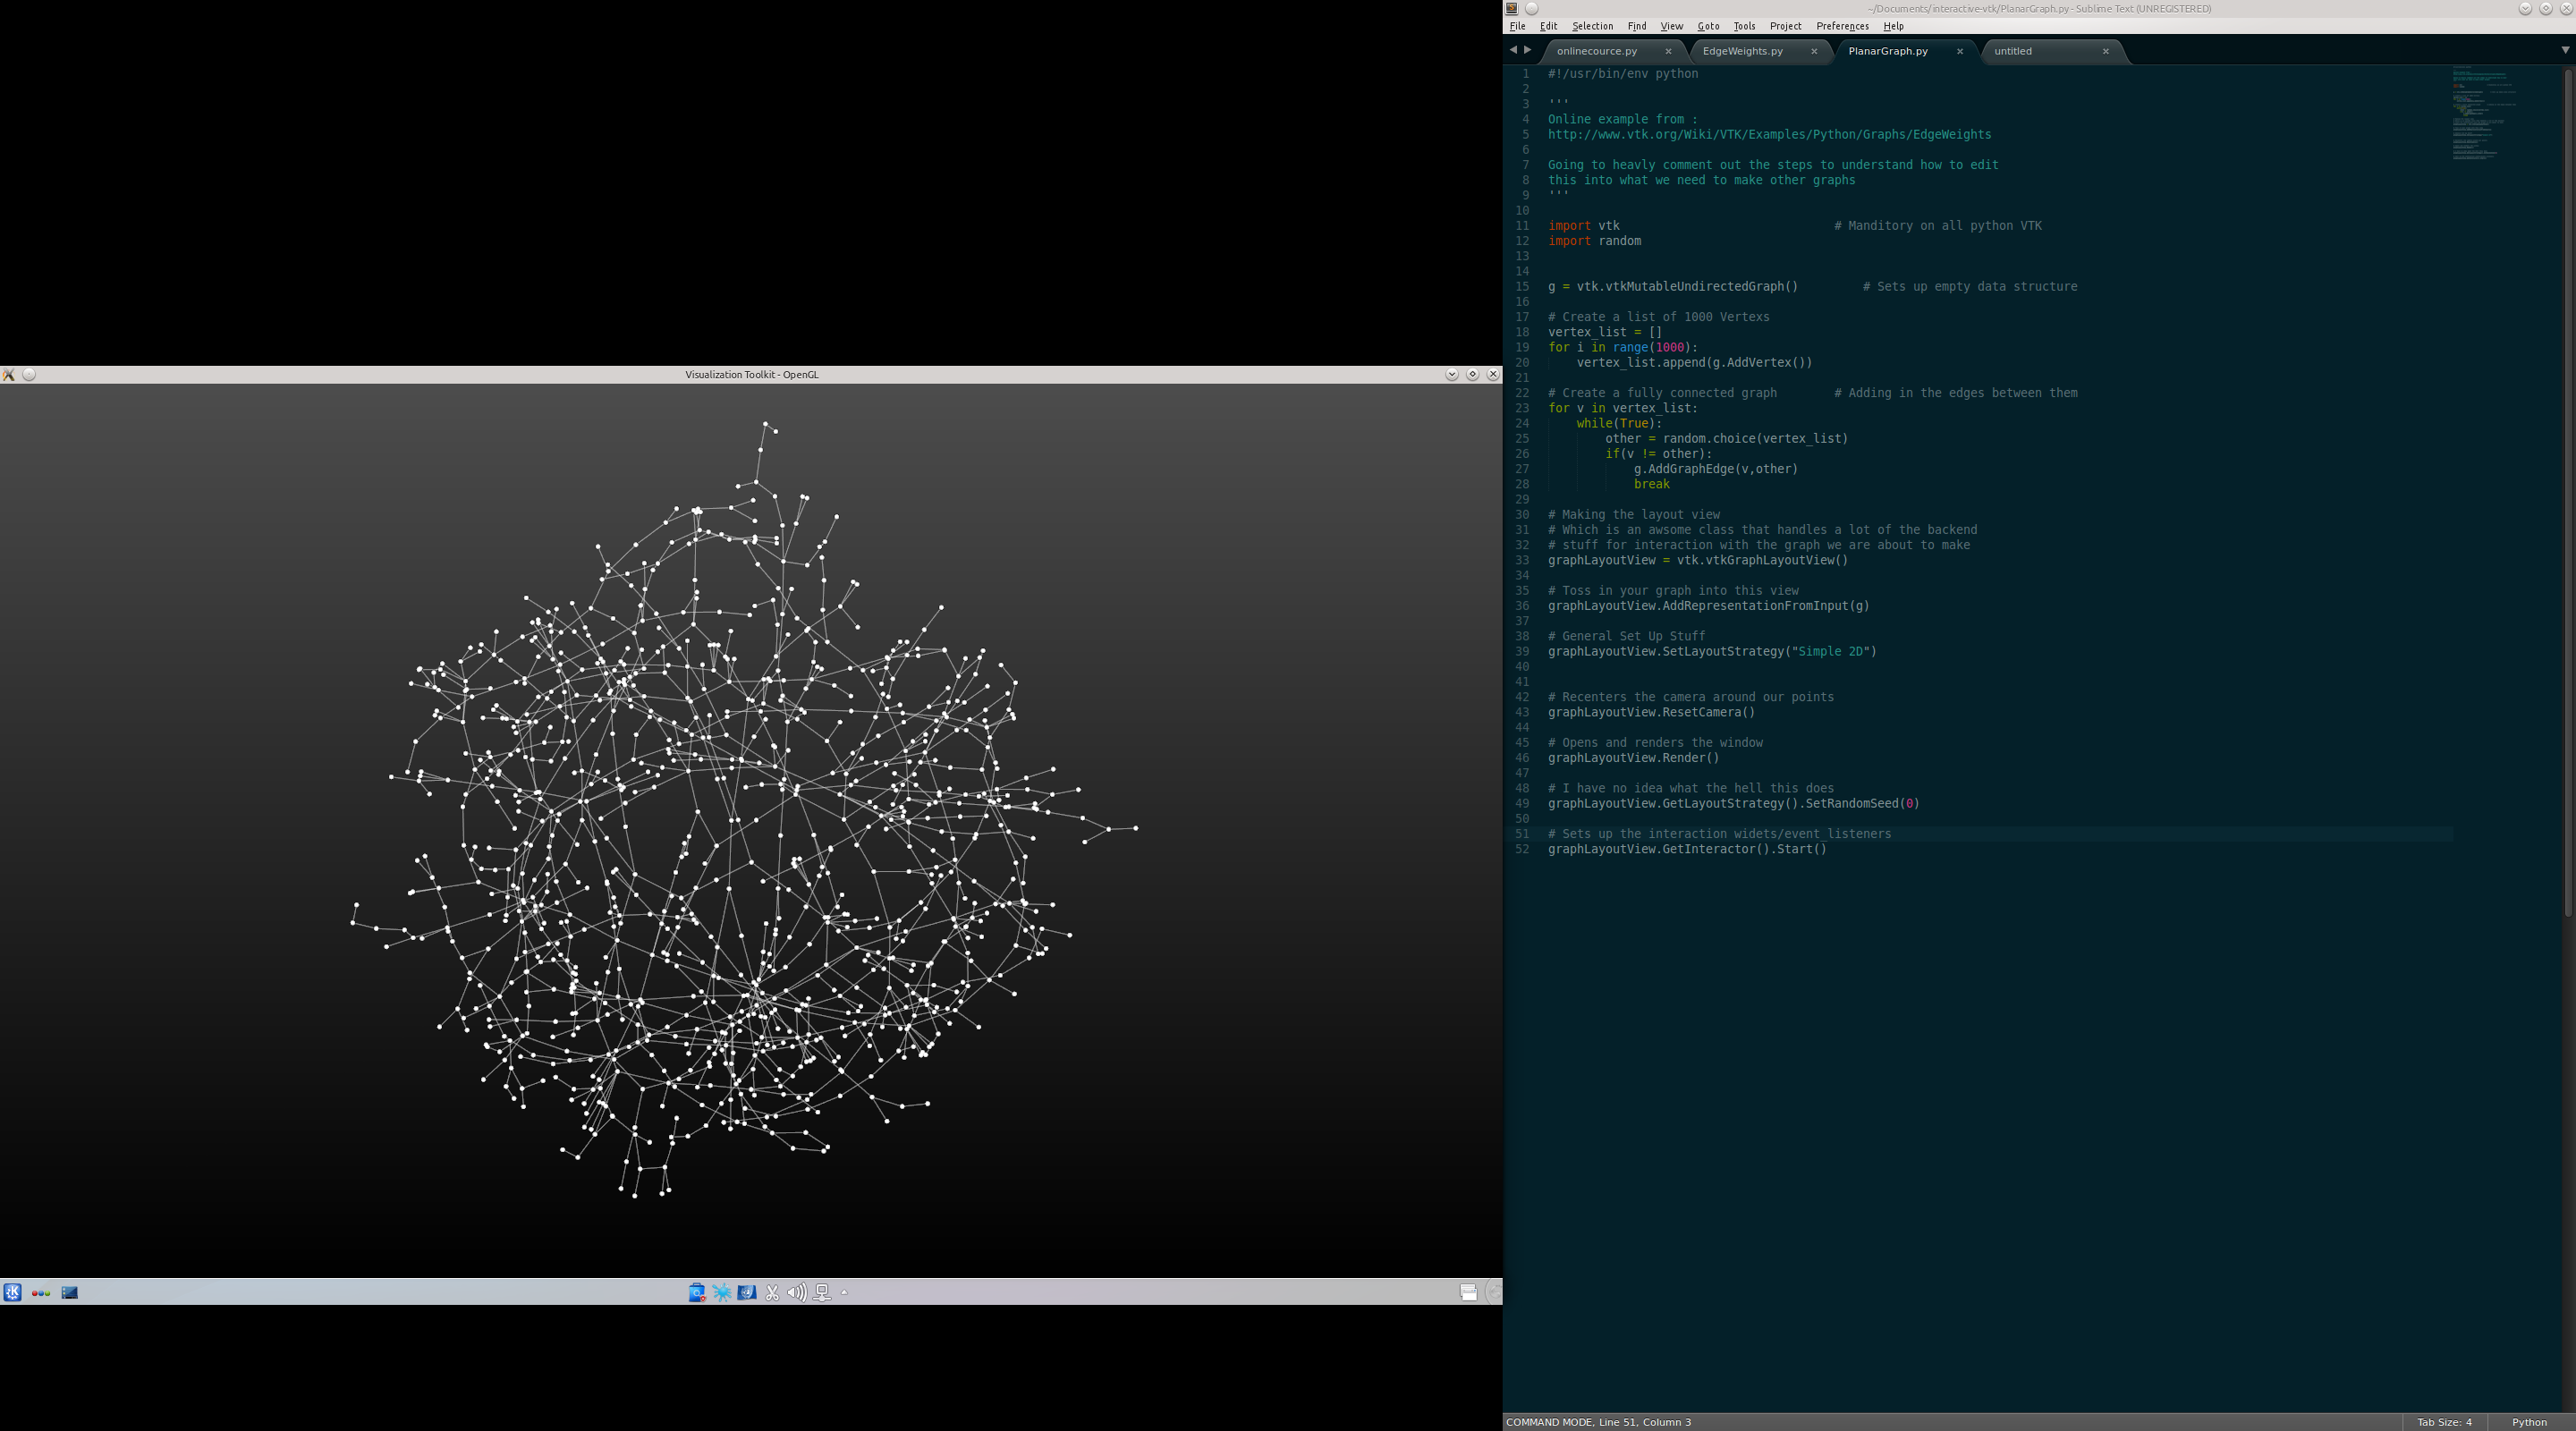 Visualization Toolkit - OpenGL
~/Documents/interactive-vtk/PlanarGraph.py - Sublime Text (UNREGISTERED)
File Edit Selection Find View Goto Tools Project Preferences Help
onlinecource.py EdgeWeights.py PlanarGraph.py untitled
1 #!/usr/bin/env python
2
3 '''
4 Online example from :
5 http://www.vtk.org/Wiki/VTK/Examples/Python/Graphs/EdgeWeights
6
7 Going to heavly comment out the steps to understand how to edit
8 this into what we need to make other graphs
9 '''
10
11 import vtk # Manditory on all python VTK
12 import random
13
14
15 g = vtk.vtkMutableUndirectedGraph() # Sets up empty data structure
16
17 # Create a list of 1000 Vertexs
18 vertex_list = []
19 for i in range(1000):
20 vertex_list.append(g.AddVertex())
21
22 # Create a fully connected graph # Adding in the edges between them
23 for v in vertex_list:
24 while(True):
25 other = random.choice(vertex_list)
26 if(v != other):
27 g.AddGraphEdge(v,other)
28 break
29
30 # Making the layout view
31 # Which is an awsome class that handles a lot of the backend
32 # stuff for interaction with the graph we are about to make
33 graphLayoutView = vtk.vtkGraphLayoutView()
34
35 # Toss in your graph into this view
36 graphLayoutView.AddRepresentationFromInput(g)
37
38 # General Set Up Stuff
39 graphLayoutView.SetLayoutStrategy("Simple 2D")
40
41
42 # Recenters the camera around our points
43 graphLayoutView.ResetCamera()
44
45 # Opens and renders the window
46 graphLayoutView.Render()
47
48 # I have no idea what the hell this does
49 graphLayoutView.GetLayoutStrategy().SetRandomSeed(0)
50
51 # Sets up the interaction widets/event_listeners
52 graphLayoutView.GetInteractor().Start()
COMMAND MODE, Line 51, Column 3 Tab Size: 4 Python